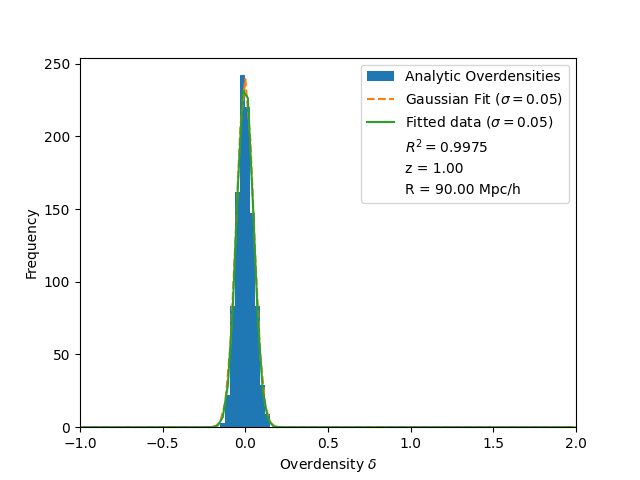 250
200
150
100
50
0
Frequency
−1.0 −0.5 0.0 0.5 1.0 1.5 2.0
Overdensity δ
Analytic Overdensities
Gaussian Fit (σ = 0.05)
Fitted data (σ = 0.05)
R² = 0.9975
z = 1.00
R = 90.00 Mpc/h